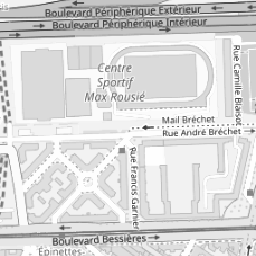 Boulevard Périphérique Extérieur
Boulevard Périphérique Intérieur
Centre
Sportif
Max Rousié
Rue Camille Blaisot
Mail Bréchet
Rue André Bréchet
Rue Francis Garnier
Boulevard Bessières
Épinettes-